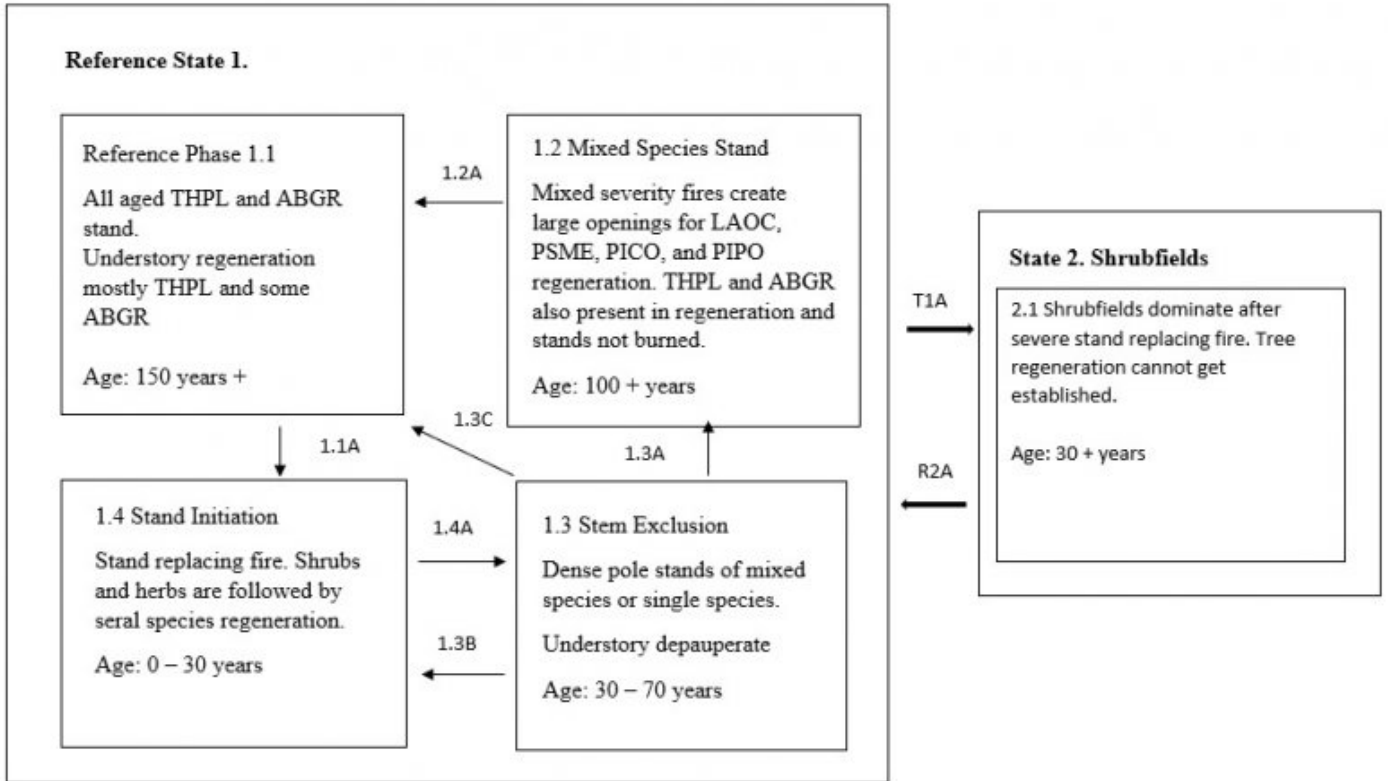 Reference State 1.
Reference Phase 1.1
All aged THPL and ABGR
stand.
Understory regeneration
mostly THPL and some
ABGR
Age: 150 years +
1.2A
1.2 Mixed Species Stand
Mixed severity fires create
large openings for LAOC,
PSME, PICO, and PIPO
regeneration. THPL and ABGR
also present in regeneration and
stands not burned.
Age: 100 + years
1.1A
1.3C
1.3A
1.4 Stand Initiation
Stand replacing fire. Shrubs
and herbs are followed by
seral species regeneration.
Age: 0 – 30 years
1.4A
1.3B
1.3 Stem Exclusion
Dense pole stands of mixed
species or single species.
Understory depauperate
Age: 30 – 70 years
T1A
R2A
State 2. Shrubfields
2.1 Shrubfields dominate after
severe stand replacing fire. Tree
regeneration cannot get
established.
Age: 30 + years